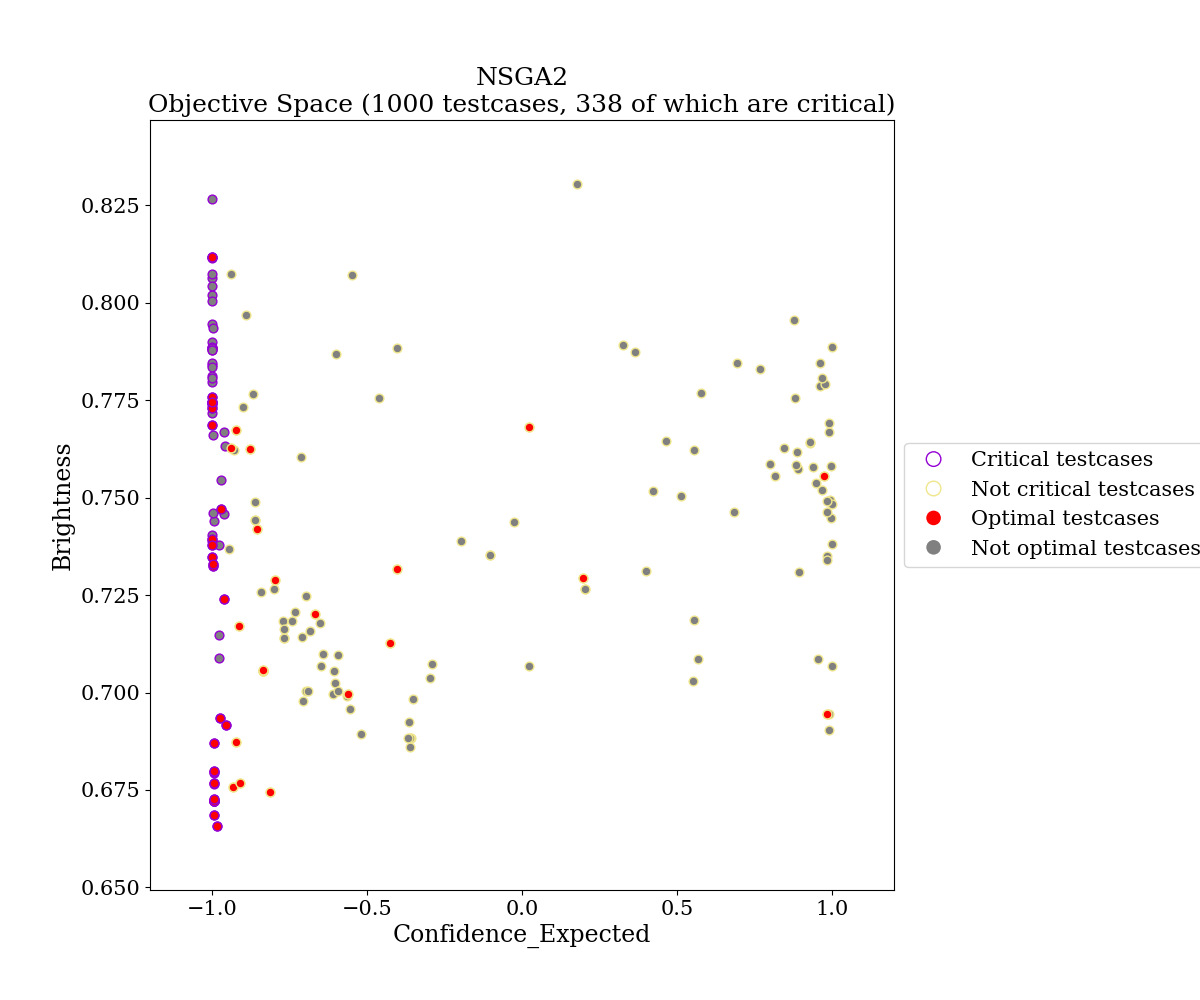 NSGA2
Objective Space (1000 testcases, 338 of which are critical)
0.825
0.800
0.775
0.750
0.725
0.700
0.675
0.650
Brightness
−1.0
−0.5
0.0
0.5
1.0
Confidence_Expected
Critical testcases
Not critical testcases
Optimal testcases
Not optimal testcases